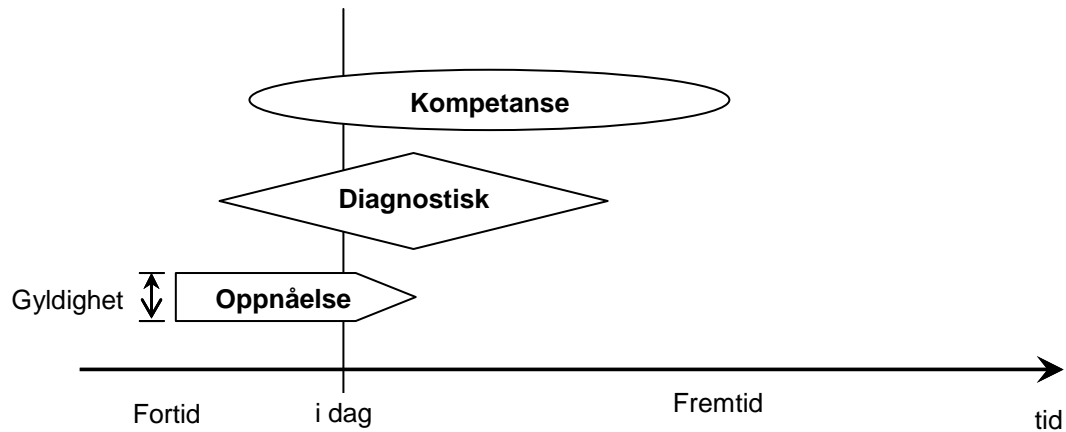 Kompetanse
Diagnostisk
Gyldighet
Oppnåelse
Fortid
i dag
Fremtid
tid